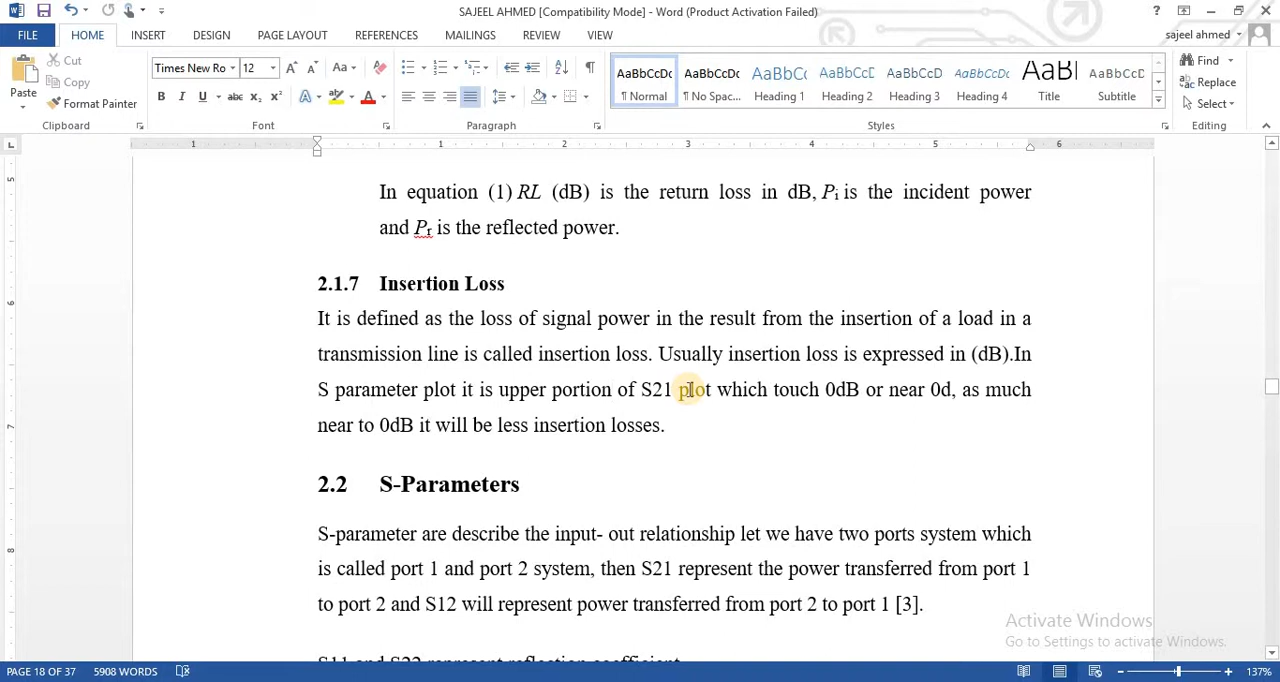 SAJEEL AHMED [Compatibility Mode] - Word (Product Activation Failed)
FILE HOME INSERT DESIGN PAGE LAYOUT REFERENCES MAILINGS REVIEW VIEW sajeel ahmed
Paste Cut Copy Format Painter
Clipboard
Times New Ro 12
Font
Paragraph
AaBbCcDc AaBbCcDc AaBbCc AaBbCcC AaBbCcD AaBbCcD AaBl AaBbCcD
¶ Normal ¶ No Spac... Heading 1 Heading 2 Heading 3 Heading 4 Title Subtitle
Styles
Find
Replace
Select
Editing
In equation (1) RL (dB) is the return loss in dB, Pi is the incident power
and Pr is the reflected power.
2.1.7 Insertion Loss
It is defined as the loss of signal power in the result from the insertion of a load in a
transmission line is called insertion loss. Usually insertion loss is expressed in (dB).In
S parameter plot it is upper portion of S21 plot which touch 0dB or near 0d, as much
near to 0dB it will be less insertion losses.
2.2 S-Parameters
S-parameter are describe the input- out relationship let we have two ports system which
is called port 1 and port 2 system, then S21 represent the power transferred from port 1
to port 2 and S12 will represent power transferred from port 2 to port 1 [3].
S11 and S22 represent reflection coefficient
Activate Windows
Go to Settings to activate Windows.
PAGE 18 OF 37 5908 WORDS 137%